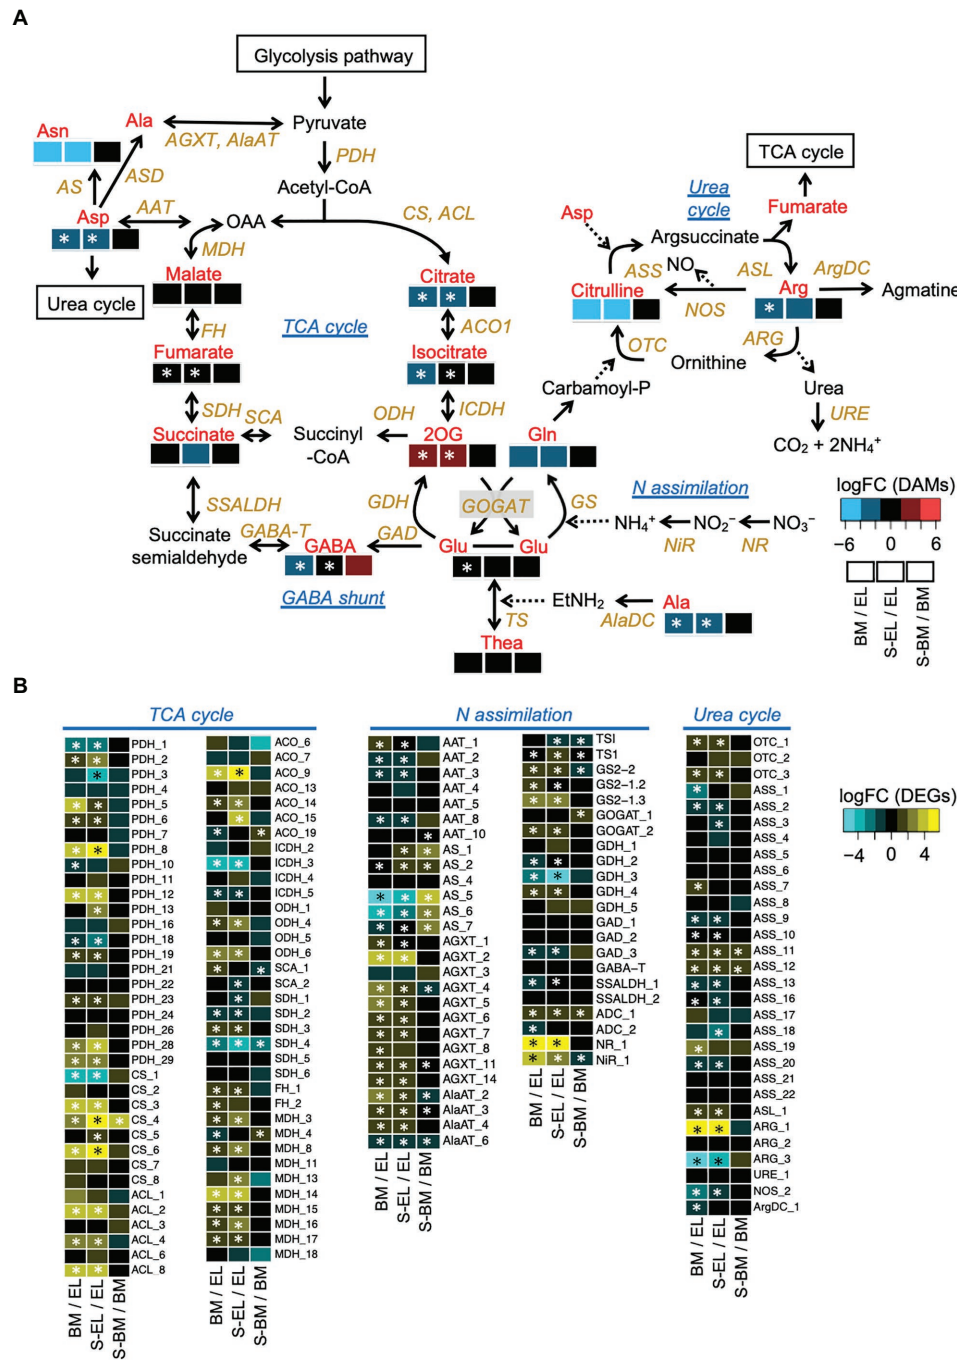 A
Glycolysis pathway
Asn
Ala
AGXT, AlaAT
Pyruvate
PDH
TCA cycle
AS
ASD
Acetyl-CoA
Urea
cycle
Asp
AAT
OAA
CS, ACL
Asp
Fumarate
* *
Argsuccinate
MDH
NO
ASS
ASL
ArgDC
Urea cycle
Malate
Citrate
Citrulline
Arg
Agmatine
* *
NOS
*
TCA cycle
FH
ACO1
OTC
ARG
Fumarate
Isocitrate
Ornithine
* *
* *
Carbamoyl-P
Urea
SDH
SCA
ODH
ICDH
URE
Succinate
Succinyl
-CoA
2OG
Gln
CO₂ + 2NH₄⁺
* *
logFC (DAMs)
SSALDH
GDH
GOGAT
GS
N assimilation
−6 0 6
Succinate
semialdehyde
GABA-T
GABA
GAD
Glu
Glu
NH₄⁺
NO₂⁻
NO₃⁻
NiR
NR
* *
*
GABA shunt
EtNH₂
Ala
TS
AlaDC
* *
Thea
BM / EL
S-EL / EL
S-BM / BM
B
TCA cycle
PDH_1
PDH_2
PDH_3
PDH_4
PDH_5
PDH_6
PDH_7
PDH_8
PDH_10
PDH_11
PDH_12
PDH_13
PDH_16
PDH_18
PDH_19
PDH_21
PDH_22
PDH_23
PDH_24
PDH_26
PDH_28
PDH_29
CS_1
CS_2
CS_3
CS_4
CS_5
CS_6
CS_7
CS_8
ACL_1
ACL_2
ACL_3
ACL_4
ACL_6
ACL_8
BM / EL
S-EL / EL
S-BM / BM
ACO_6
ACO_7
ACO_9
ACO_13
ACO_14
ACO_15
ACO_19
ICDH_2
ICDH_3
ICDH_4
ICDH_5
ODH_1
ODH_4
ODH_5
ODH_6
SCA_1
SCA_2
SDH_1
SDH_2
SDH_3
SDH_4
SDH_5
SDH_6
FH_1
FH_2
MDH_3
MDH_4
MDH_8
MDH_11
MDH_13
MDH_14
MDH_15
MDH_16
MDH_17
MDH_18
BM / EL
S-EL / EL
S-BM / BM
N assimilation
AAT_1
AAT_2
AAT_3
AAT_4
AAT_5
AAT_8
AAT_10
AS_1
AS_2
AS_4
AS_5
AS_6
AS_7
AGXT_1
AGXT_2
AGXT_3
AGXT_4
AGXT_5
AGXT_6
AGXT_7
AGXT_8
AGXT_11
AGXT_14
AlaAT_2
AlaAT_3
AlaAT_4
AlaAT_6
BM / EL
S-EL / EL
S-BM / BM
TSI
TS1
GS2-2
GS2-1.2
GS2-1.3
GOGAT_1
GOGAT_2
GDH_1
GDH_2
GDH_3
GDH_4
GDH_5
GAD_1
GAD_2
GAD_3
GABA-T
SSALDH_1
SSALDH_2
ADC_1
ADC_2
NR_1
NiR_1
BM / EL
S-EL / EL
S-BM / BM
Urea cycle
OTC_1
OTC_2
OTC_3
ASS_1
ASS_2
ASS_3
ASS_4
ASS_5
ASS_6
ASS_7
ASS_8
ASS_9
ASS_10
ASS_11
ASS_12
ASS_13
ASS_16
ASS_17
ASS_18
ASS_19
ASS_20
ASS_21
ASS_22
ASL_1
ARG_1
ARG_2
ARG_3
URE_1
NOS_2
ArgDC_1
BM / EL
S-EL / EL
S-BM / BM
logFC (DEGs)
−4 0 4